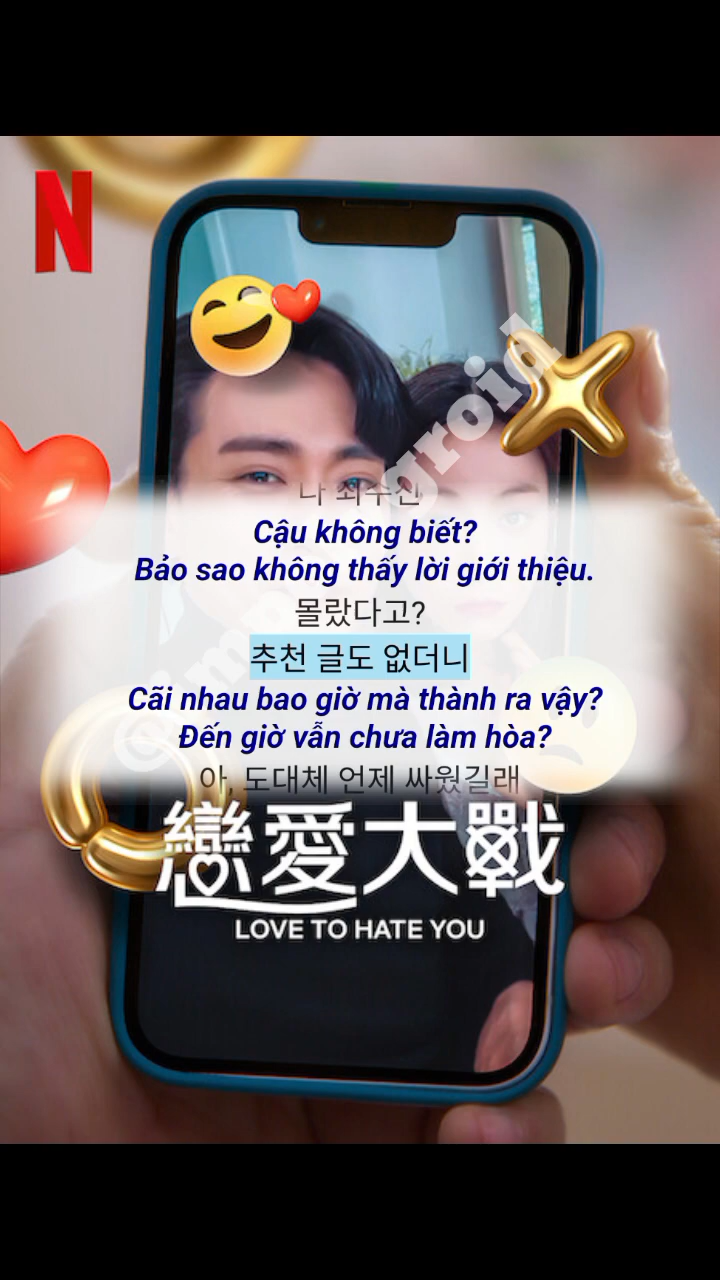 N
나 최수진
Cậu không biết?
Bảo sao không thấy lời giới thiệu.
몰랐다고?
추천 글도 없더니
Cãi nhau bao giờ mà thành ra vậy?
Đến giờ vẫn chưa làm hòa?
아, 도대체 언제 싸웠길래
戀愛大戰
LOVE TO HATE YOU